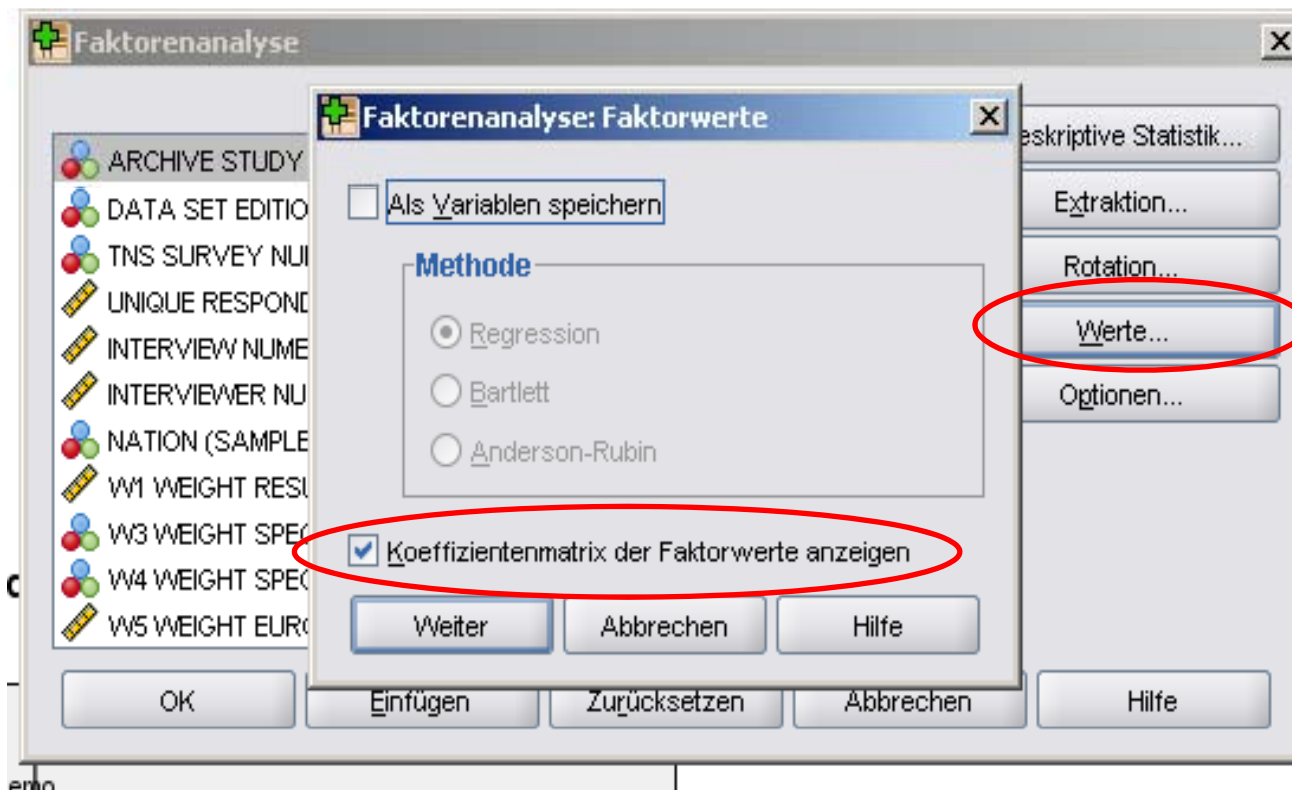 Faktorenanalyse
Faktorenanalyse: Faktorwerte
ARCHIVE STUDY
DATA SET EDITIO
TNS SURVEY NU
UNIQUE RESPOND
INTERVIEW NUME
INTERVIEWER NU
NATION (SAMPLE
W1 WEIGHT RESU
W3 WEIGHT SPEC
W4 WEIGHT SPEC
W5 WEIGHT EURO
Als Variablen speichern
Methode
Regression
Bartlett
Anderson-Rubin
Koeffizientenmatrix der Faktorwerte anzeigen
Weiter Abbrechen Hilfe
eskriptive Statistik...
Extraktion...
Rotation...
Werte...
Optionen...
OK Einfügen Zurücksetzen Abbrechen Hilfe
emo